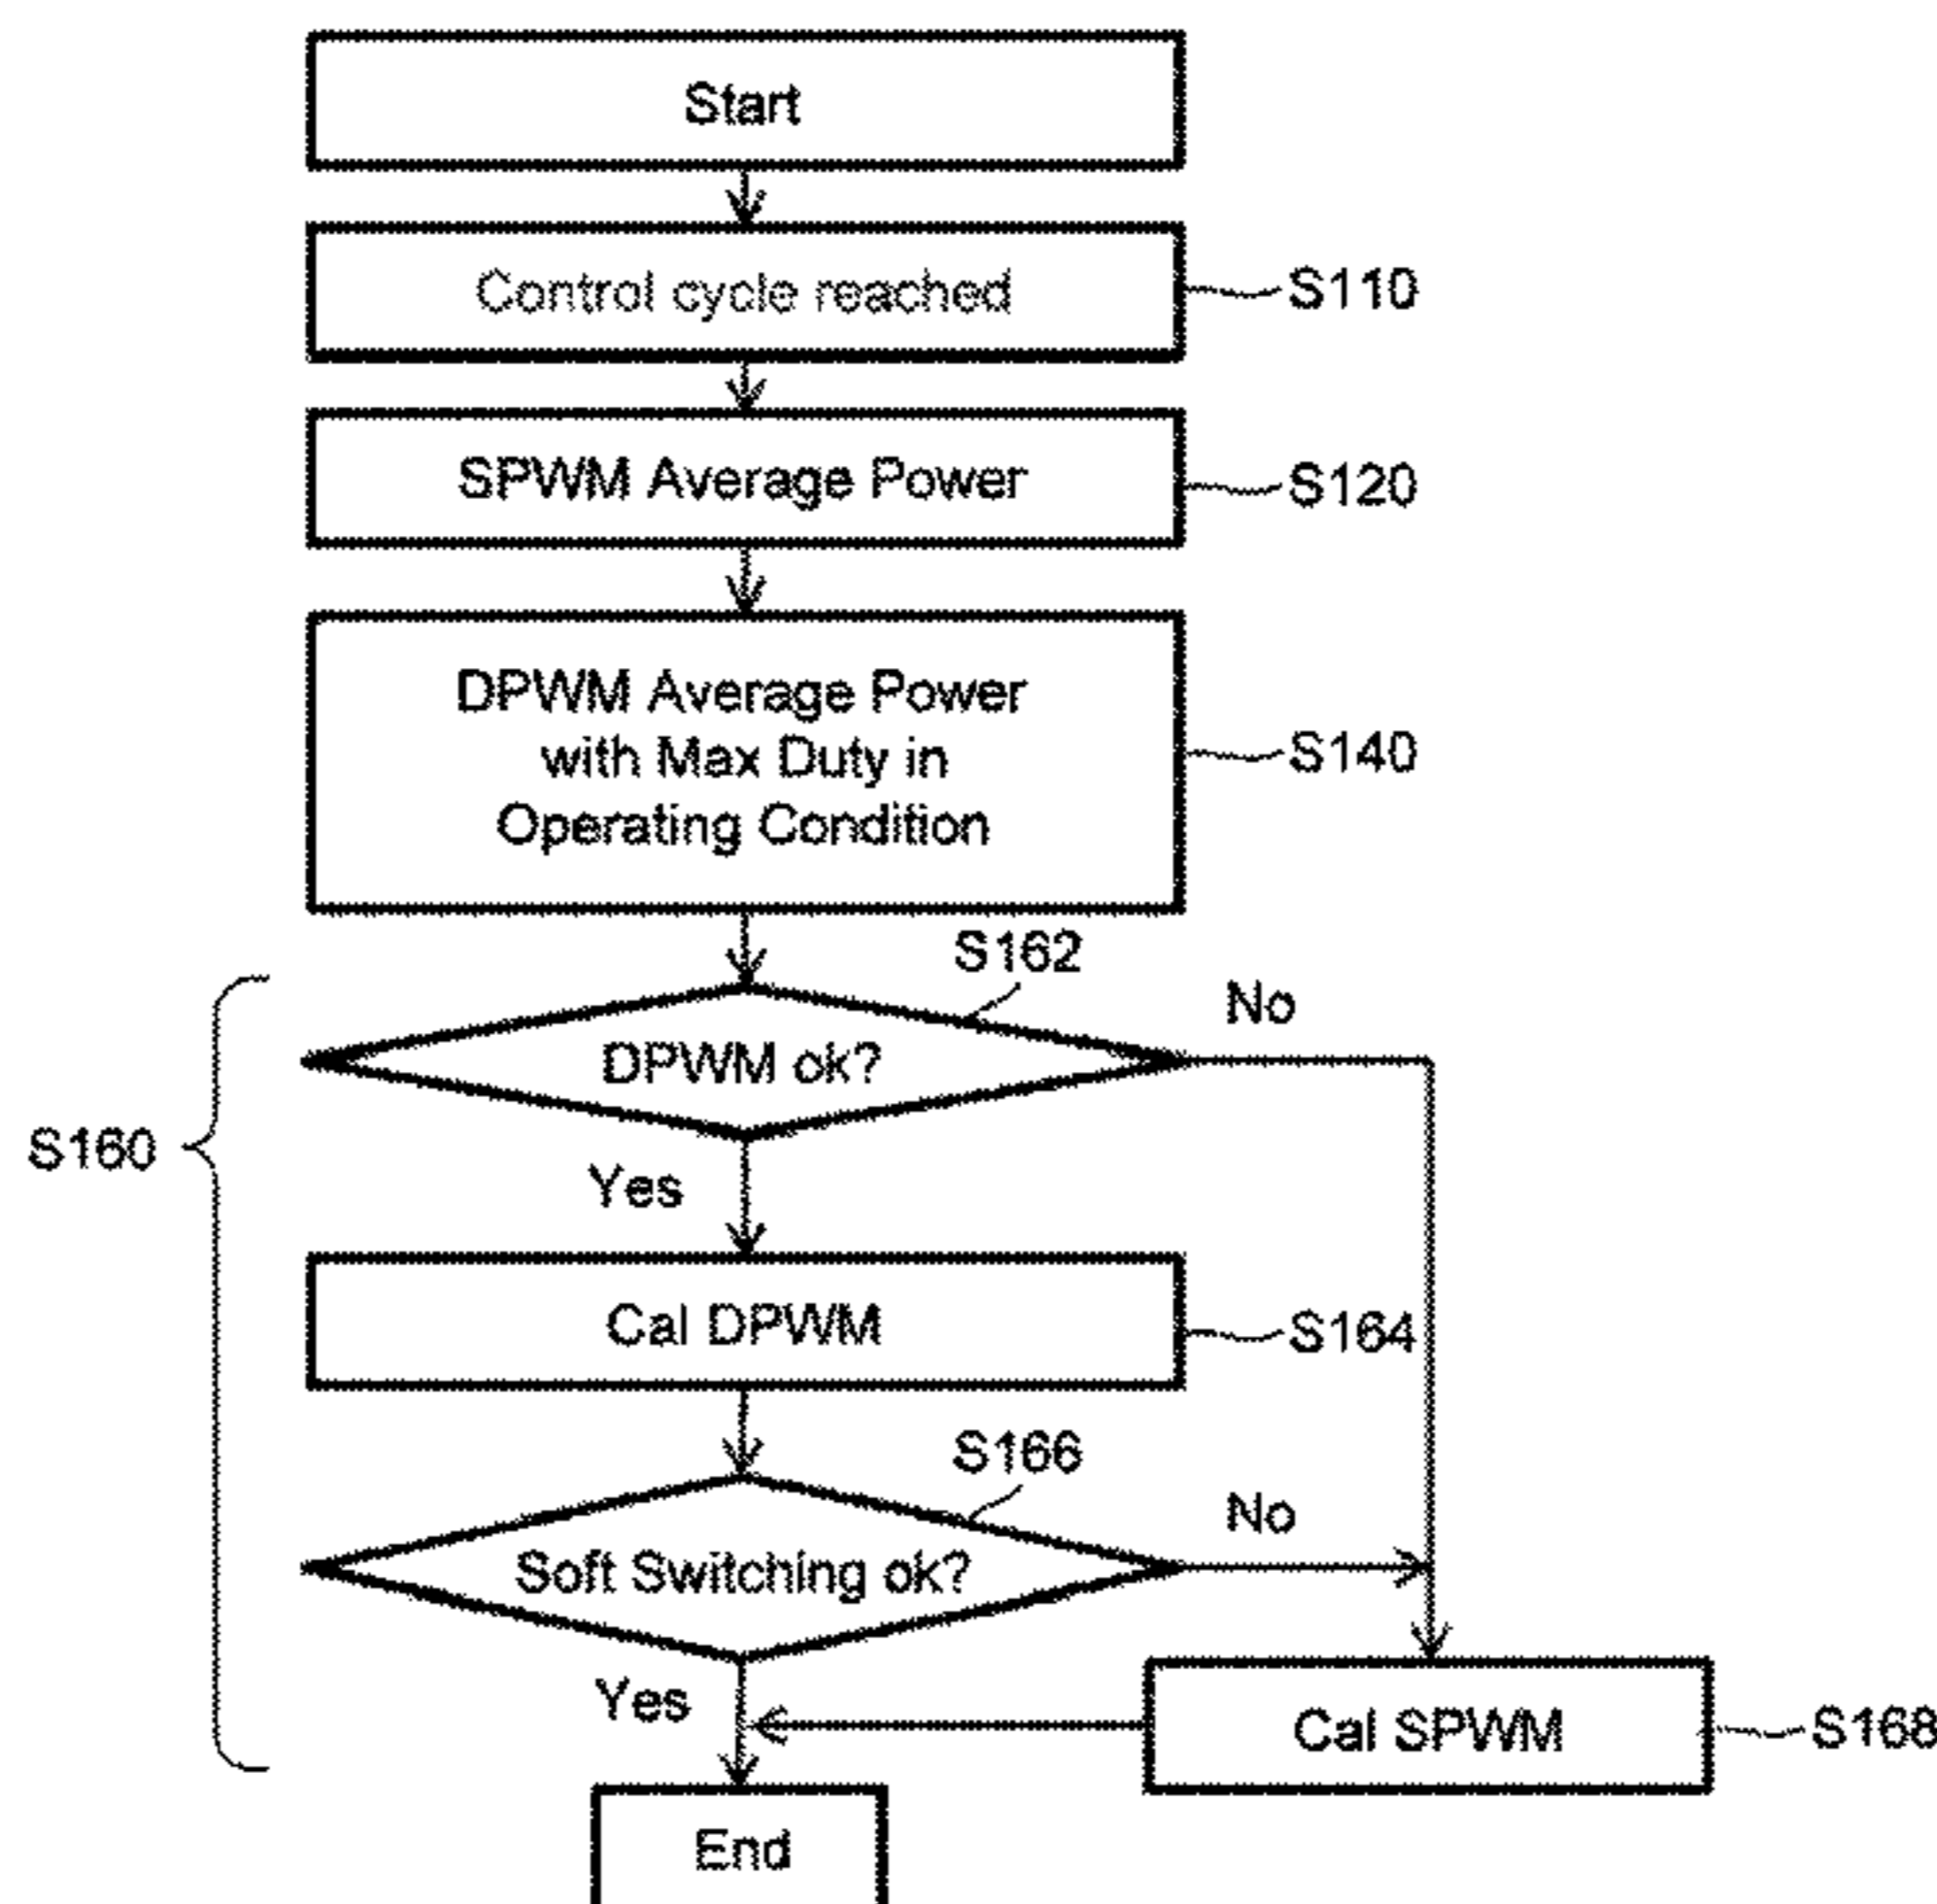 Start
Control cycle reached
S110
SPWM Average Power
S120
DPWM Average Power
with Max Duty in
Operating Condition
S140
S162
No
DPWM ok?
S160
Yes
Cal DPWM
S164
S166
No
Soft Switching ok?
Yes
Cal SPWM
S168
End